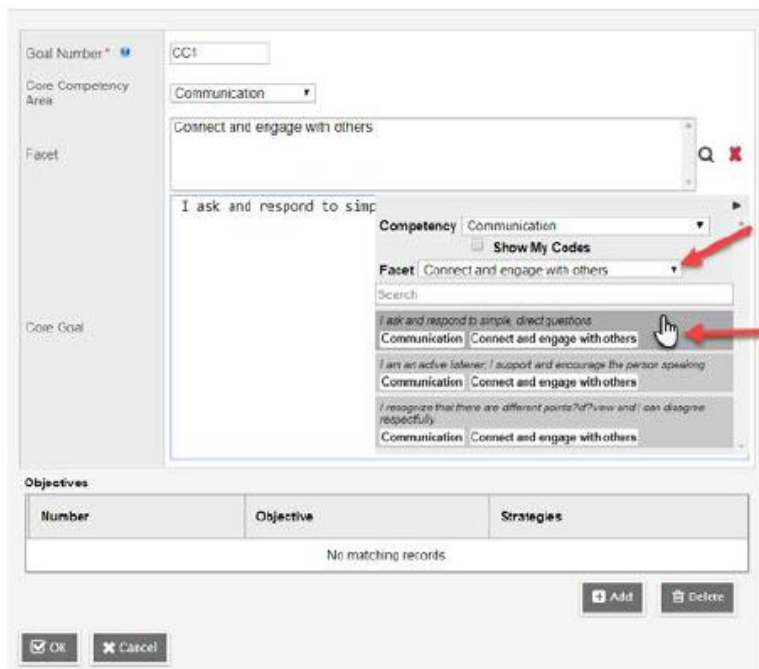 Goal Number *
CC1
Core Competency
Area
Communication
Facet
Connect and engage with others
Core Goal
I ask and respond to simp
Competency Communication
Show My Codes
Facet Connect and engage with others
Search
I ask and respond to simple, direct questions
Communication Connect and engage with others
I am an active listener; I support and encourage the person speaking
Communication Connect and engage with others
I recognize that there are different points?of?view and I can disagree
respectfully
Communication Connect and engage with others
Objectives
Number Objective Strategies
No matching records
Add Delete
OK Cancel